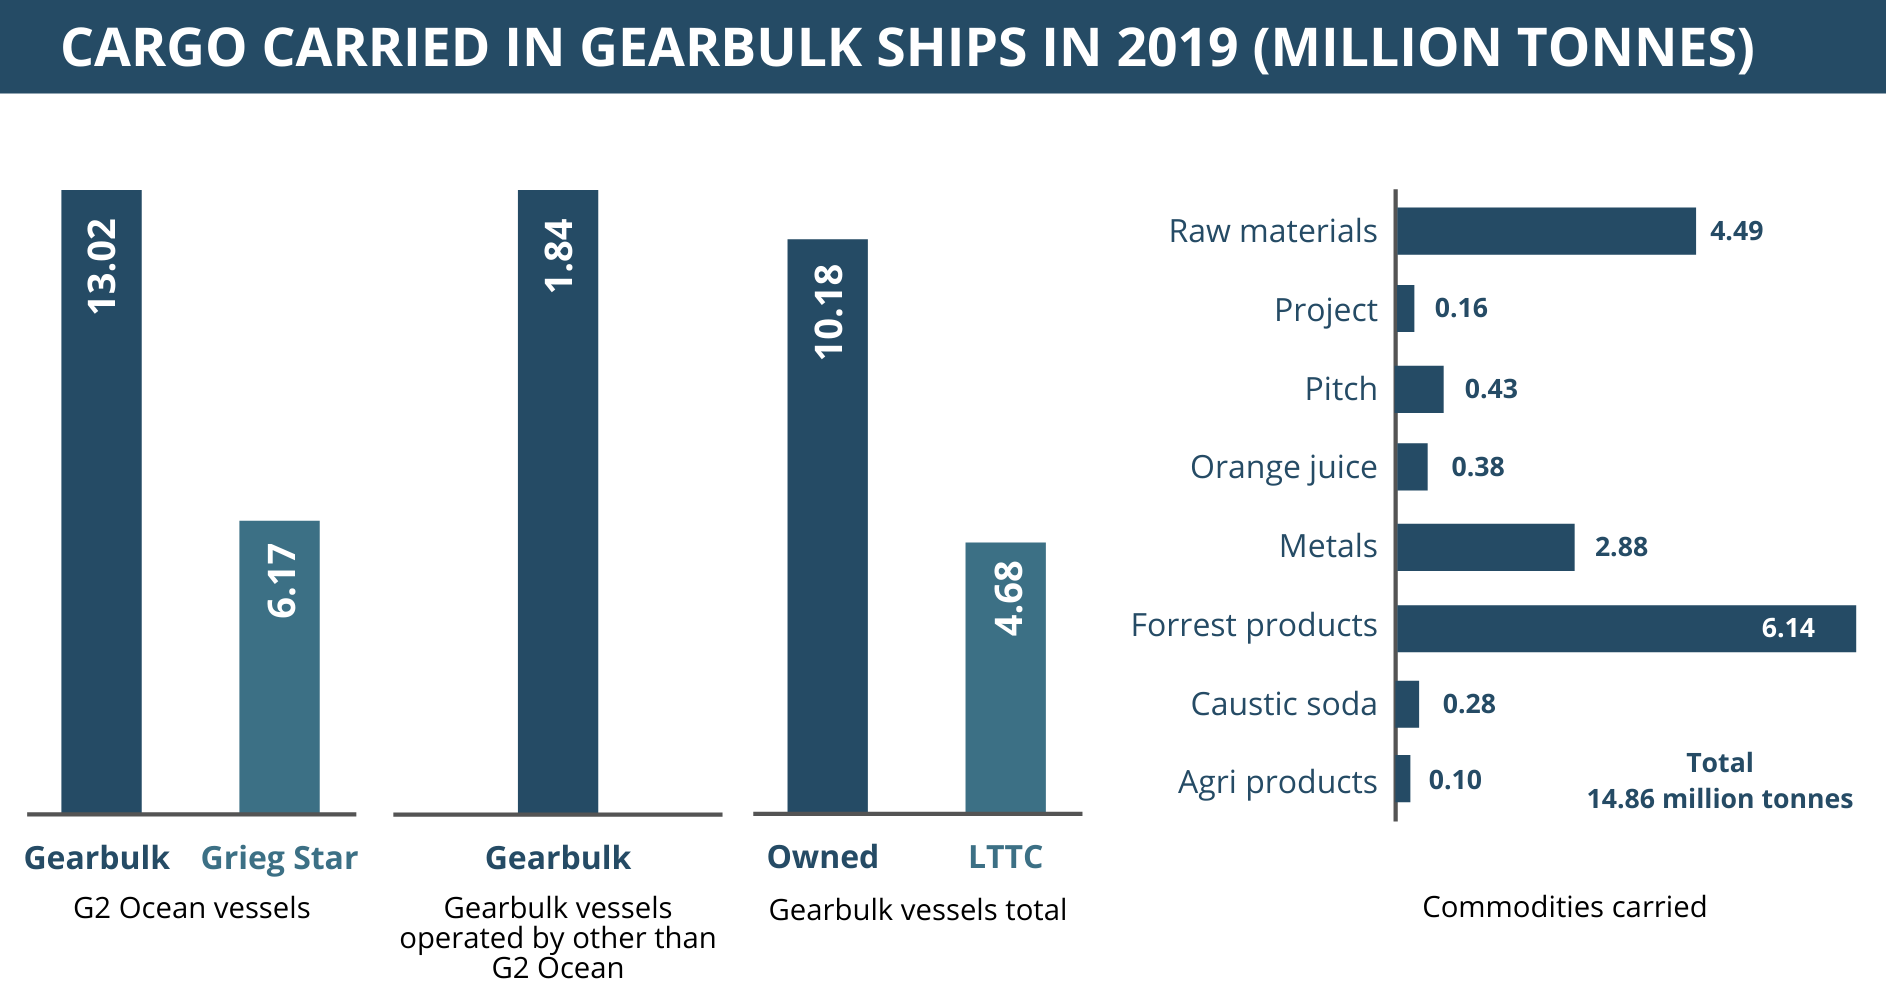 CARGO CARRIED IN GEARBULK SHIPS IN 2019 (MILLION TONNES)
13.02
6.17
Gearbulk
Grieg Star
G2 Ocean vessels
1.84
Gearbulk
Gearbulk vessels
operated by other than
G2 Ocean
10.18
4.68
Owned
LTTC
Gearbulk vessels total
Raw materials 4.49
Project 0.16
Pitch 0.43
Orange juice 0.38
Metals 2.88
Forrest products 6.14
Caustic soda 0.28
Agri products 0.10
Total
14.86 million tonnes
Commodities carried